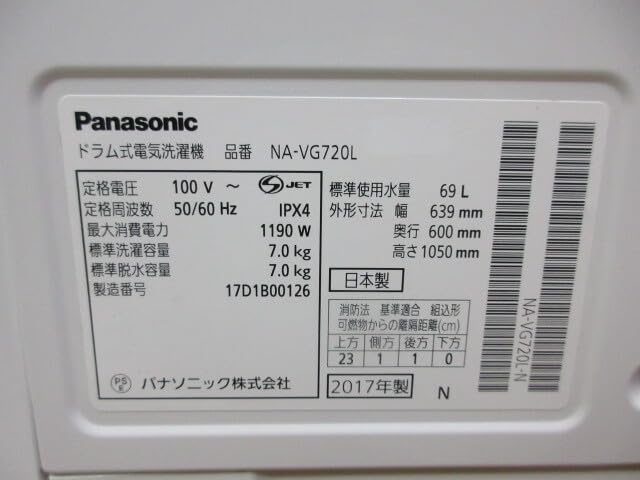 Panasonic
ドラム式電気洗濯機 品番 NA-VG720L
定格電圧 100 V ～ S JET
定格周波数 50/60 Hz IPX4
最大消費電力 1190 W
標準洗濯容量 7.0 kg
標準脱水容量 7.0 kg
製造番号 17D1B00126
PS E パナソニック株式会社
標準使用水量 69 L
外形寸法 幅 639 mm
奥行 600 mm
高さ 1050 mm
日本製
消防法 基準適合 組込形
可燃物からの離隔距離(cm)
上方 側方 後方 下方
23 1 1 0
2017年製 N
NA-VG720L-N